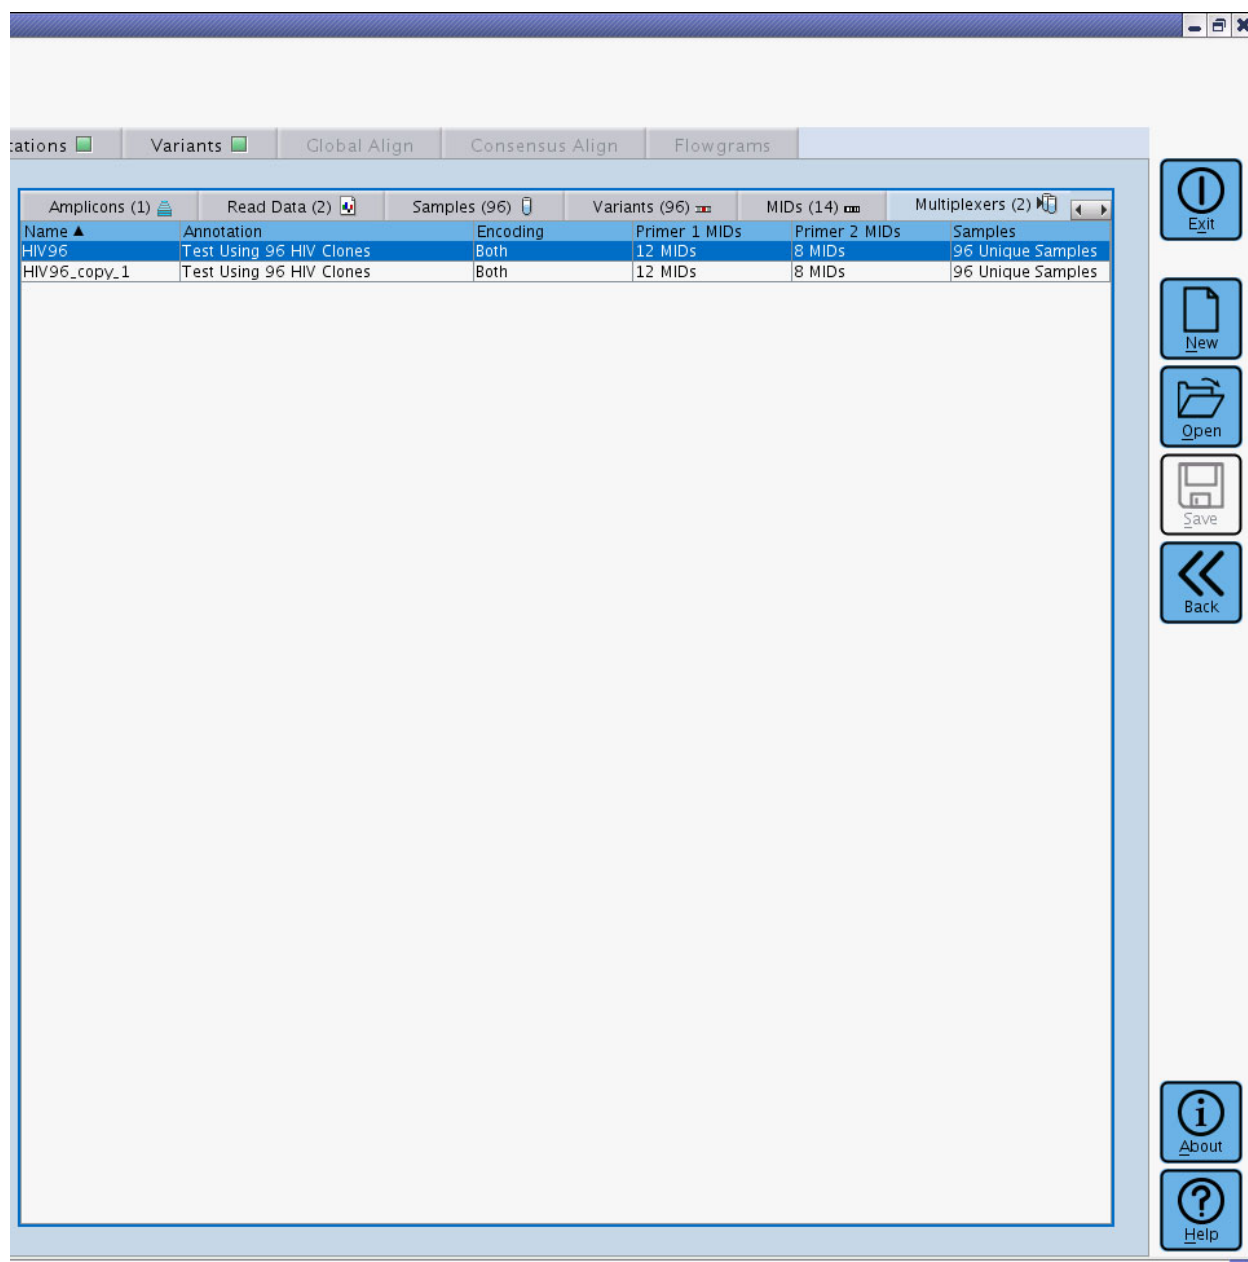 cations Variants Global Align Consensus Align Flowgrams
Amplicons (1) Read Data (2) Samples (96) Variants (96) MIDs (14) Multiplexers (2)
Name ▲ Annotation Encoding Primer 1 MIDs Primer 2 MIDs Samples
HIV96 Test Using 96 HIV Clones Both 12 MIDs 8 MIDs 96 Unique Samples
HIV96_copy_1 Test Using 96 HIV Clones Both 12 MIDs 8 MIDs 96 Unique Samples
Exit
New
Open
Save
Back
About
Help